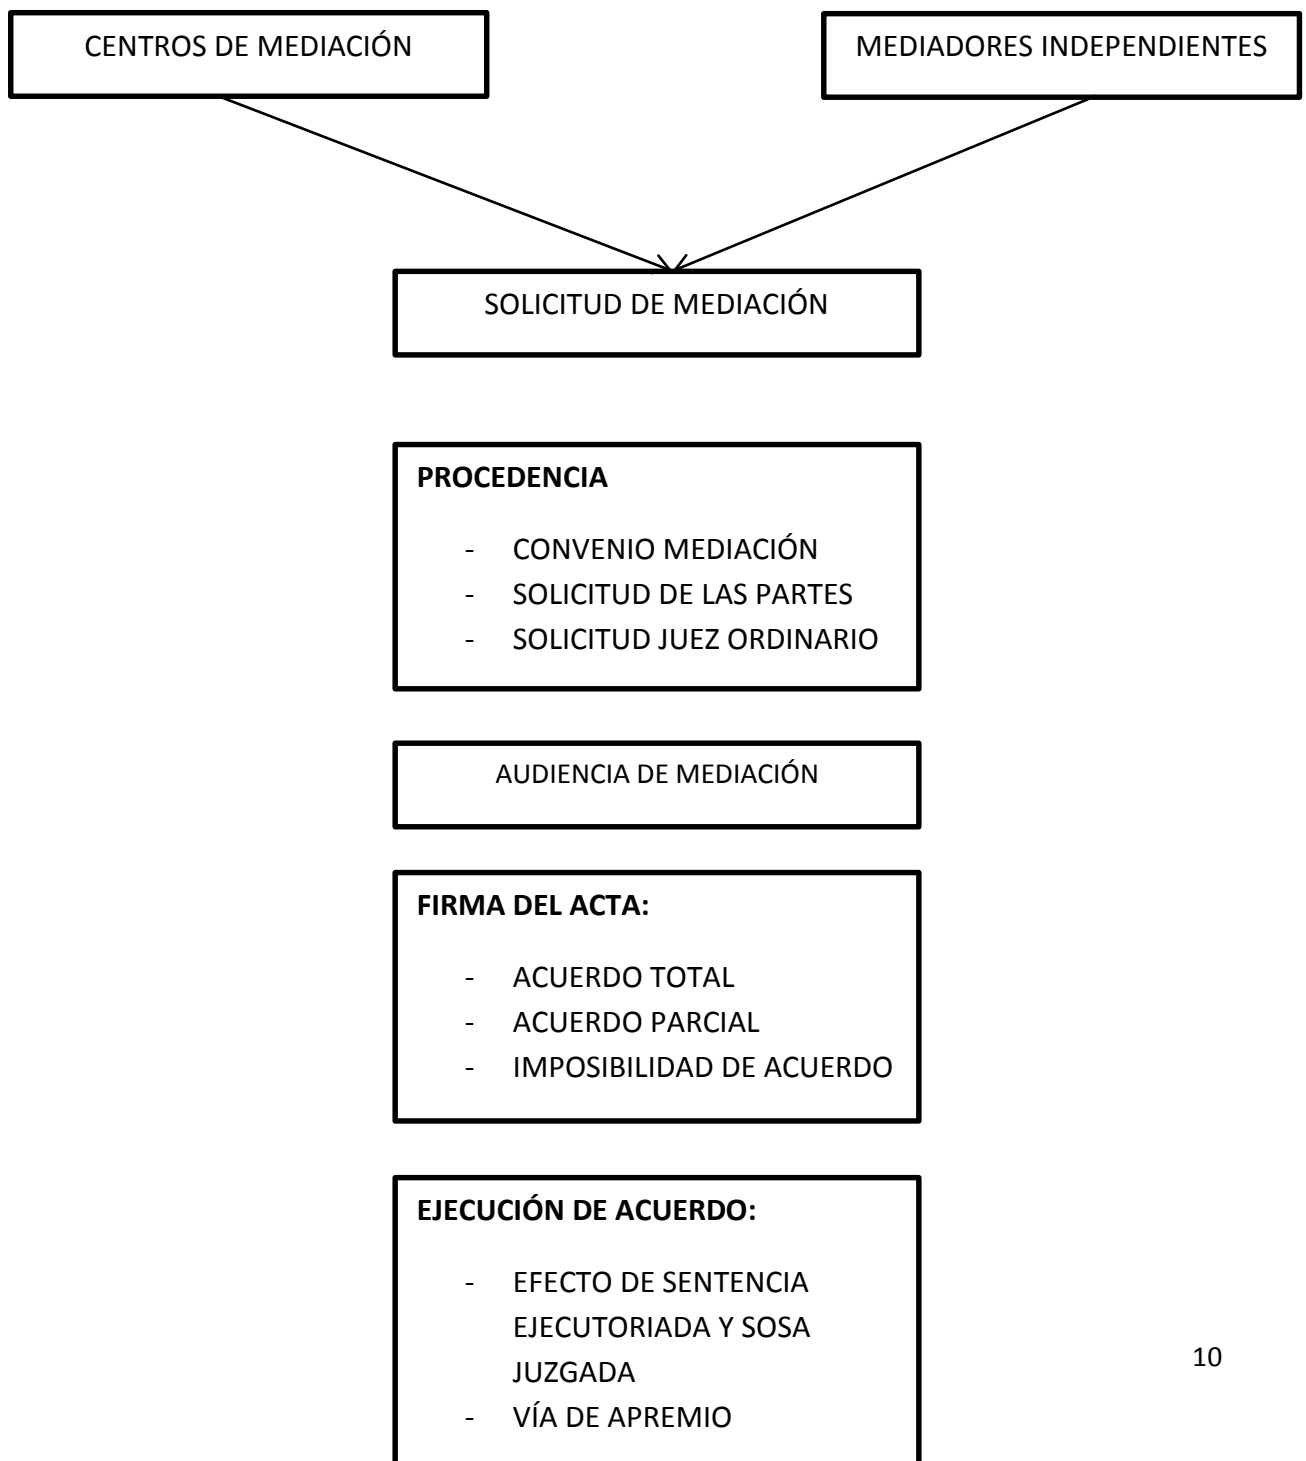 CENTROS DE MEDIACIÓN
MEDIADORES INDEPENDIENTES
SOLICITUD DE MEDIACIÓN
PROCEDENCIA
- CONVENIO MEDIACIÓN
- SOLICITUD DE LAS PARTES
- SOLICITUD JUEZ ORDINARIO
AUDIENCIA DE MEDIACIÓN
FIRMA DEL ACTA:
- ACUERDO TOTAL
- ACUERDO PARCIAL
- IMPOSIBILIDAD DE ACUERDO
EJECUCIÓN DE ACUERDO:
- EFECTO DE SENTENCIA
EJECUTORIADA Y SOSA
JUZGADA
- VÍA DE APREMIO
10